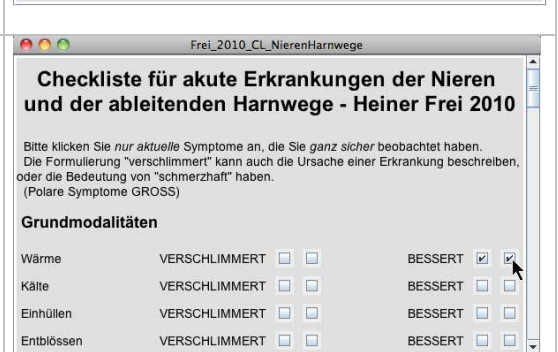 Frei_2010_CL_NierenHarnwege
Checkliste für akute Erkrankungen der Nieren
und der ableitenden Harnwege - Heiner Frei 2010
Bitte klicken Sie nur aktuelle Symptome an, die Sie ganz sicher beobachtet haben.
Die Formulierung "verschlimmert" kann auch die Ursache einer Erkrankung beschreiben,
oder die Bedeutung von "schmerzhaft" haben.
(Polare Symptome GROSS)
Grundmodalitäten
Wärme VERSCHLIMMERT BESSERT
Kälte VERSCHLIMMERT BESSERT
Einhüllen VERSCHLIMMERT BESSERT
Entblössen VERSCHLIMMERT BESSERT